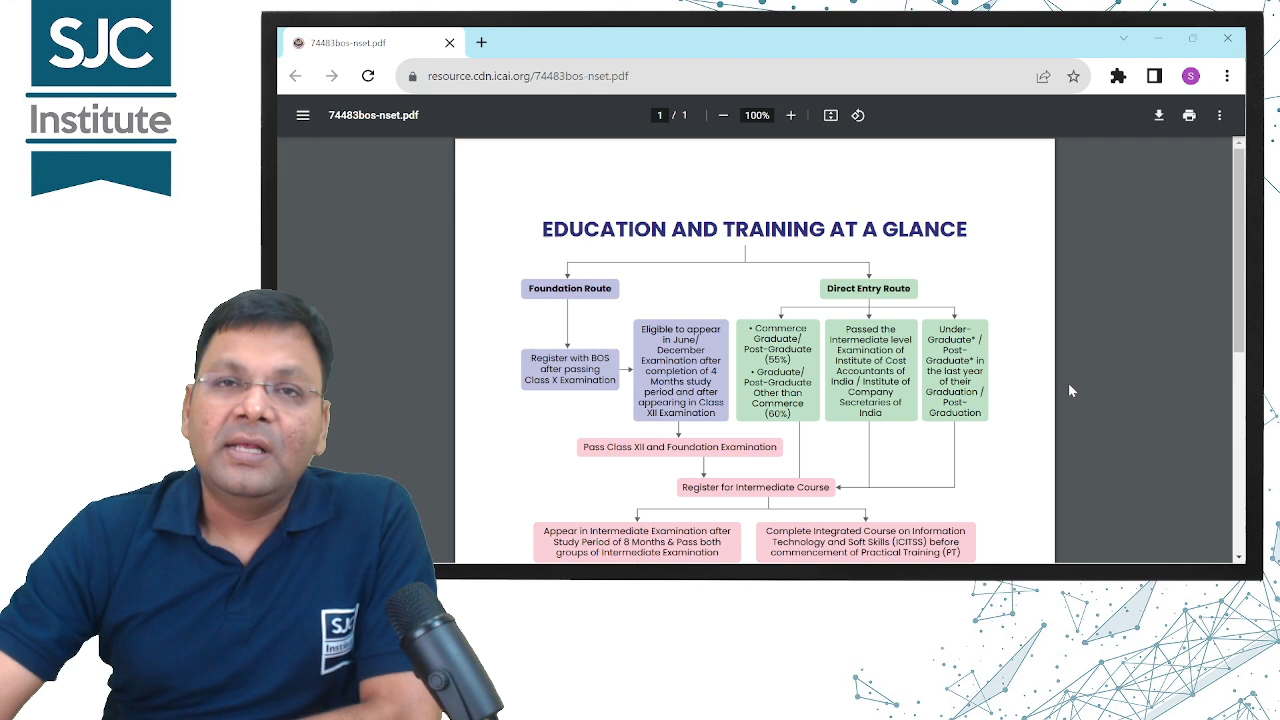 SJC
Institute
74483bos-nset.pdf
resource.cdn.icai.org/74483bos-nset.pdf
S
74483bos-nset.pdf
1 / 1
100%
EDUCATION AND TRAINING AT A GLANCE
Foundation Route
Direct Entry Route
Register with BOS
after passing
Class X Examination
Eligible to appear
in June/
December
Examination after
completion of 4
Months study
period and after
appearing in Class
XII Examination
• Commerce
Graduate/
Post-Graduate
(55%)
• Graduate/
Post-Graduate
Other than
Commerce
(60%)
Passed the
Intermediate level
Examination of
Institute of Cost
Accountants of
India / Institute of
Company
Secretaries of
India
Under-
Graduate* /
Post-
Graduate* in
the last year
of their
Graduation /
Post-
Graduation
Pass Class XII and Foundation Examination
Register for Intermediate Course
Appear in Intermediate Examination after
Study Period of 8 Months & Pass both
groups of Intermediate Examination
Complete Integrated Course on Information
Technology and Soft Skills (ICITSS) before
commencement of Practical Training (PT)
SJC